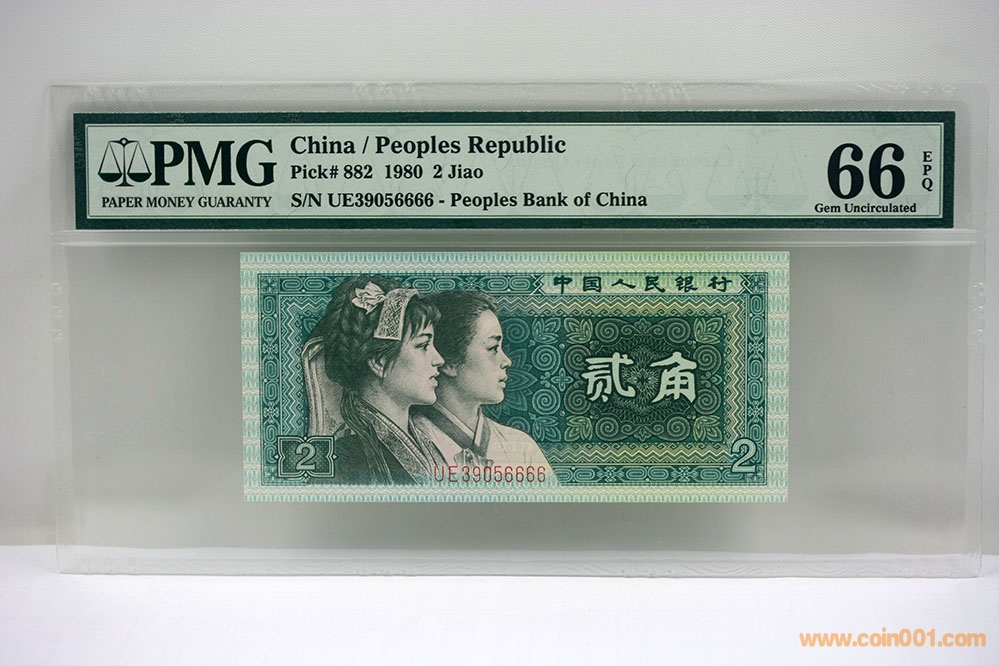 PMG
PAPER MONEY GUARANTY
China / Peoples Republic
Pick# 882 1980 2 Jiao
S/N UE39056666 - Peoples Bank of China
66 EPQ
Gem Uncirculated
中国人民银行
贰角
2
2
UE39056666
www.coin001.com